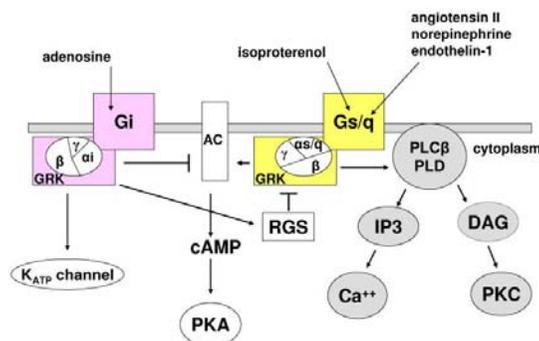 angiotensin II
norepinephrine
endothelin-1
adenosine
isoproterenol
Gi
Gs/q
AC
γ
β
αi
GRK
αs/q
γ
β
GRK
PLCβ
PLD
cytoplasm
RGS
IP3
DAG
cAMP
K_ATP channel
Ca⁺⁺
PKC
PKA